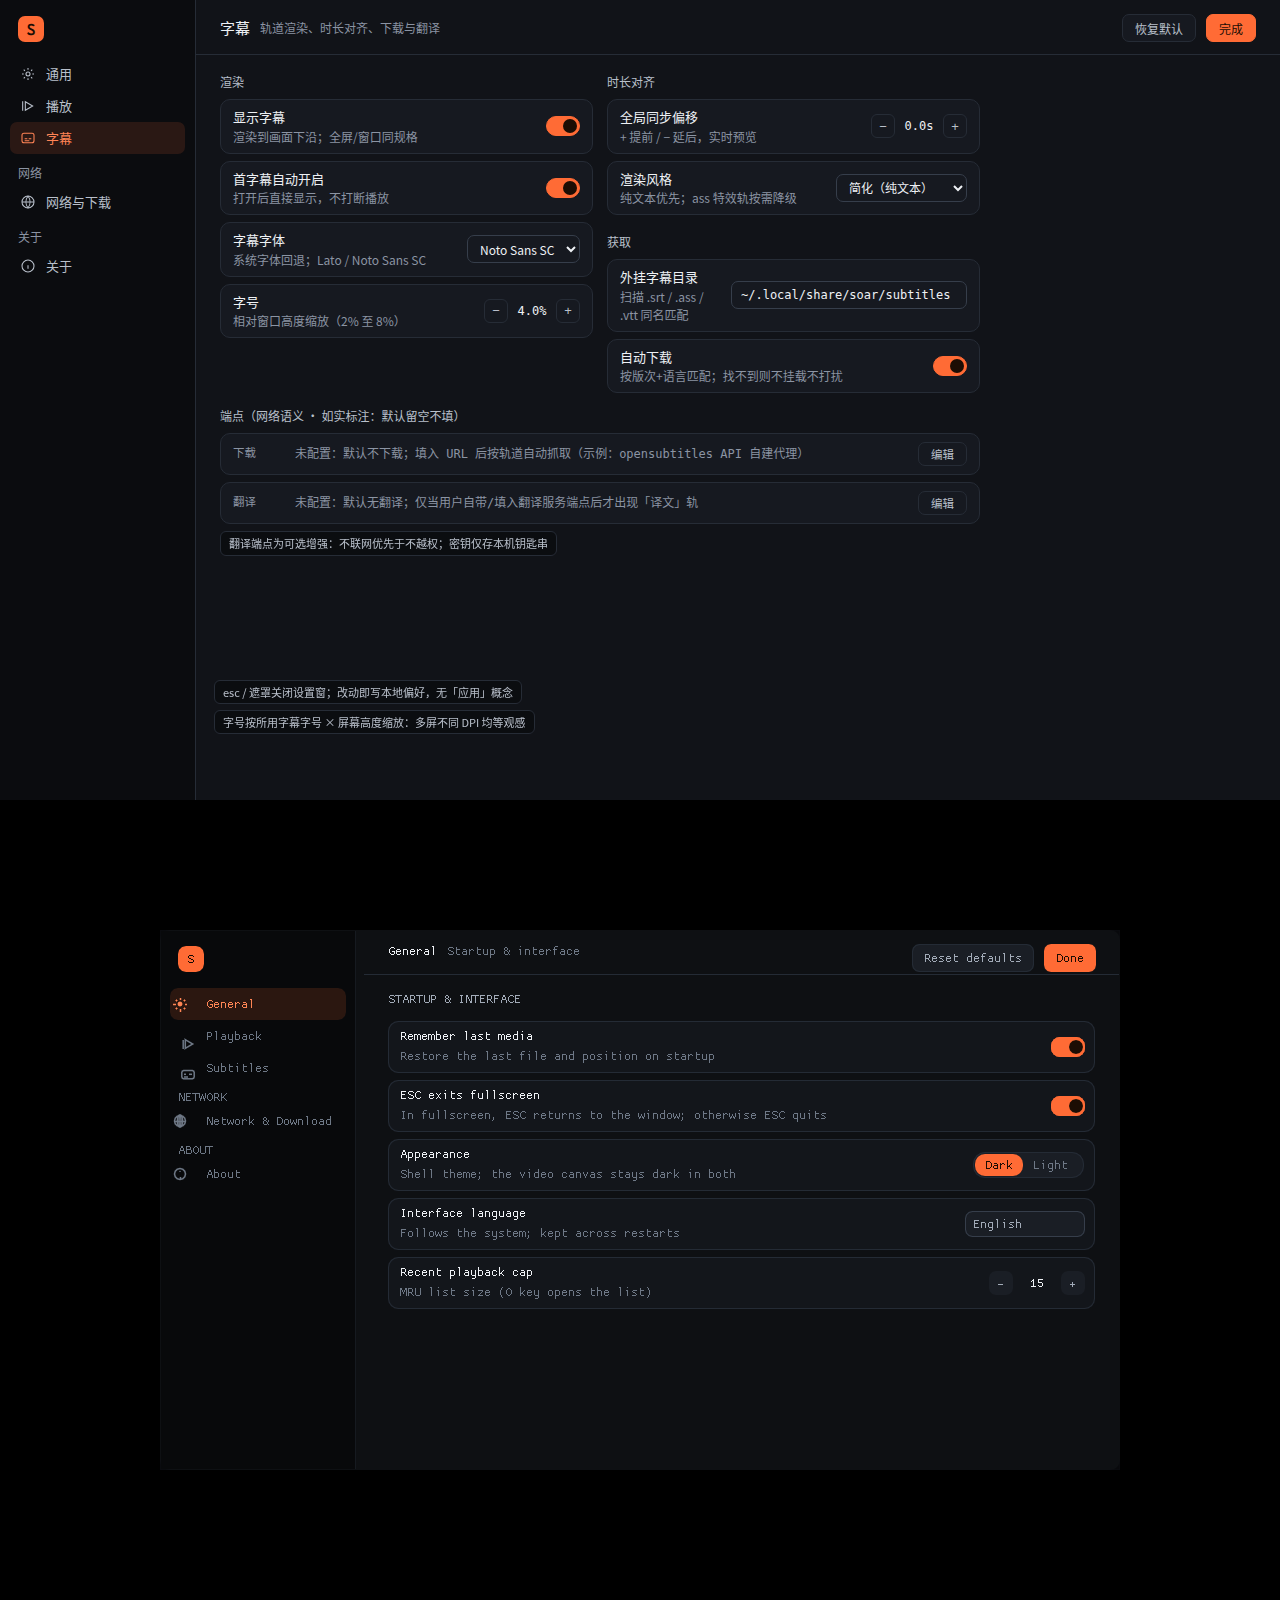 S
通用
播放
字幕
网络
网络与下载
关于
关于
字幕 轨道渲染、时长对齐、下载与翻译
恢复默认
完成
渲染
显示字幕
渲染到画面下沿；全屏/窗口同规格
首字幕自动开启
打开后直接显示，不打断播放
字幕字体
系统字体回退；Lato / Noto Sans SC
Noto Sans SC
字号
相对窗口高度缩放（2% 至 8%）
− 4.0% +
时长对齐
全局同步偏移
+ 提前 / − 延后，实时预览
− 0.0s +
渲染风格
纯文本优先；ass 特效轨按需降级
简化（纯文本）
获取
外挂字幕目录
扫描 .srt / .ass /
.vtt 同名匹配
~/.local/share/soar/subtitles
自动下载
按版次+语言匹配；找不到则不挂载不打扰
端点（网络语义 · 如实标注：默认留空不填）
下载 未配置：默认不下载；填入 URL 后按轨道自动抓取（示例：opensubtitles API 自建代理） 编辑
翻译 未配置：默认无翻译；仅当用户自带/填入翻译服务端点后才出现「译文」轨 编辑
翻译端点为可选增强：不联网优先于不越权；密钥仅存本机钥匙串
esc / 遮罩关闭设置窗；改动即写本地偏好，无「应用」概念
字号按所用字幕字号 × 屏幕高度缩放：多屏不同 DPI 均等观感
S
General
Playback
Subtitles
NETWORK
Network & Download
ABOUT
About
General Startup & interface
Reset defaults
Done
STARTUP & INTERFACE
Remember last media
Restore the last file and position on startup
ESC exits fullscreen
In fullscreen, ESC returns to the window; otherwise ESC quits
Appearance
Shell theme; the video canvas stays dark in both
Dark Light
Interface language
Follows the system; kept across restarts
English
Recent playback cap
MRU list size (O key opens the list)
− 15 +